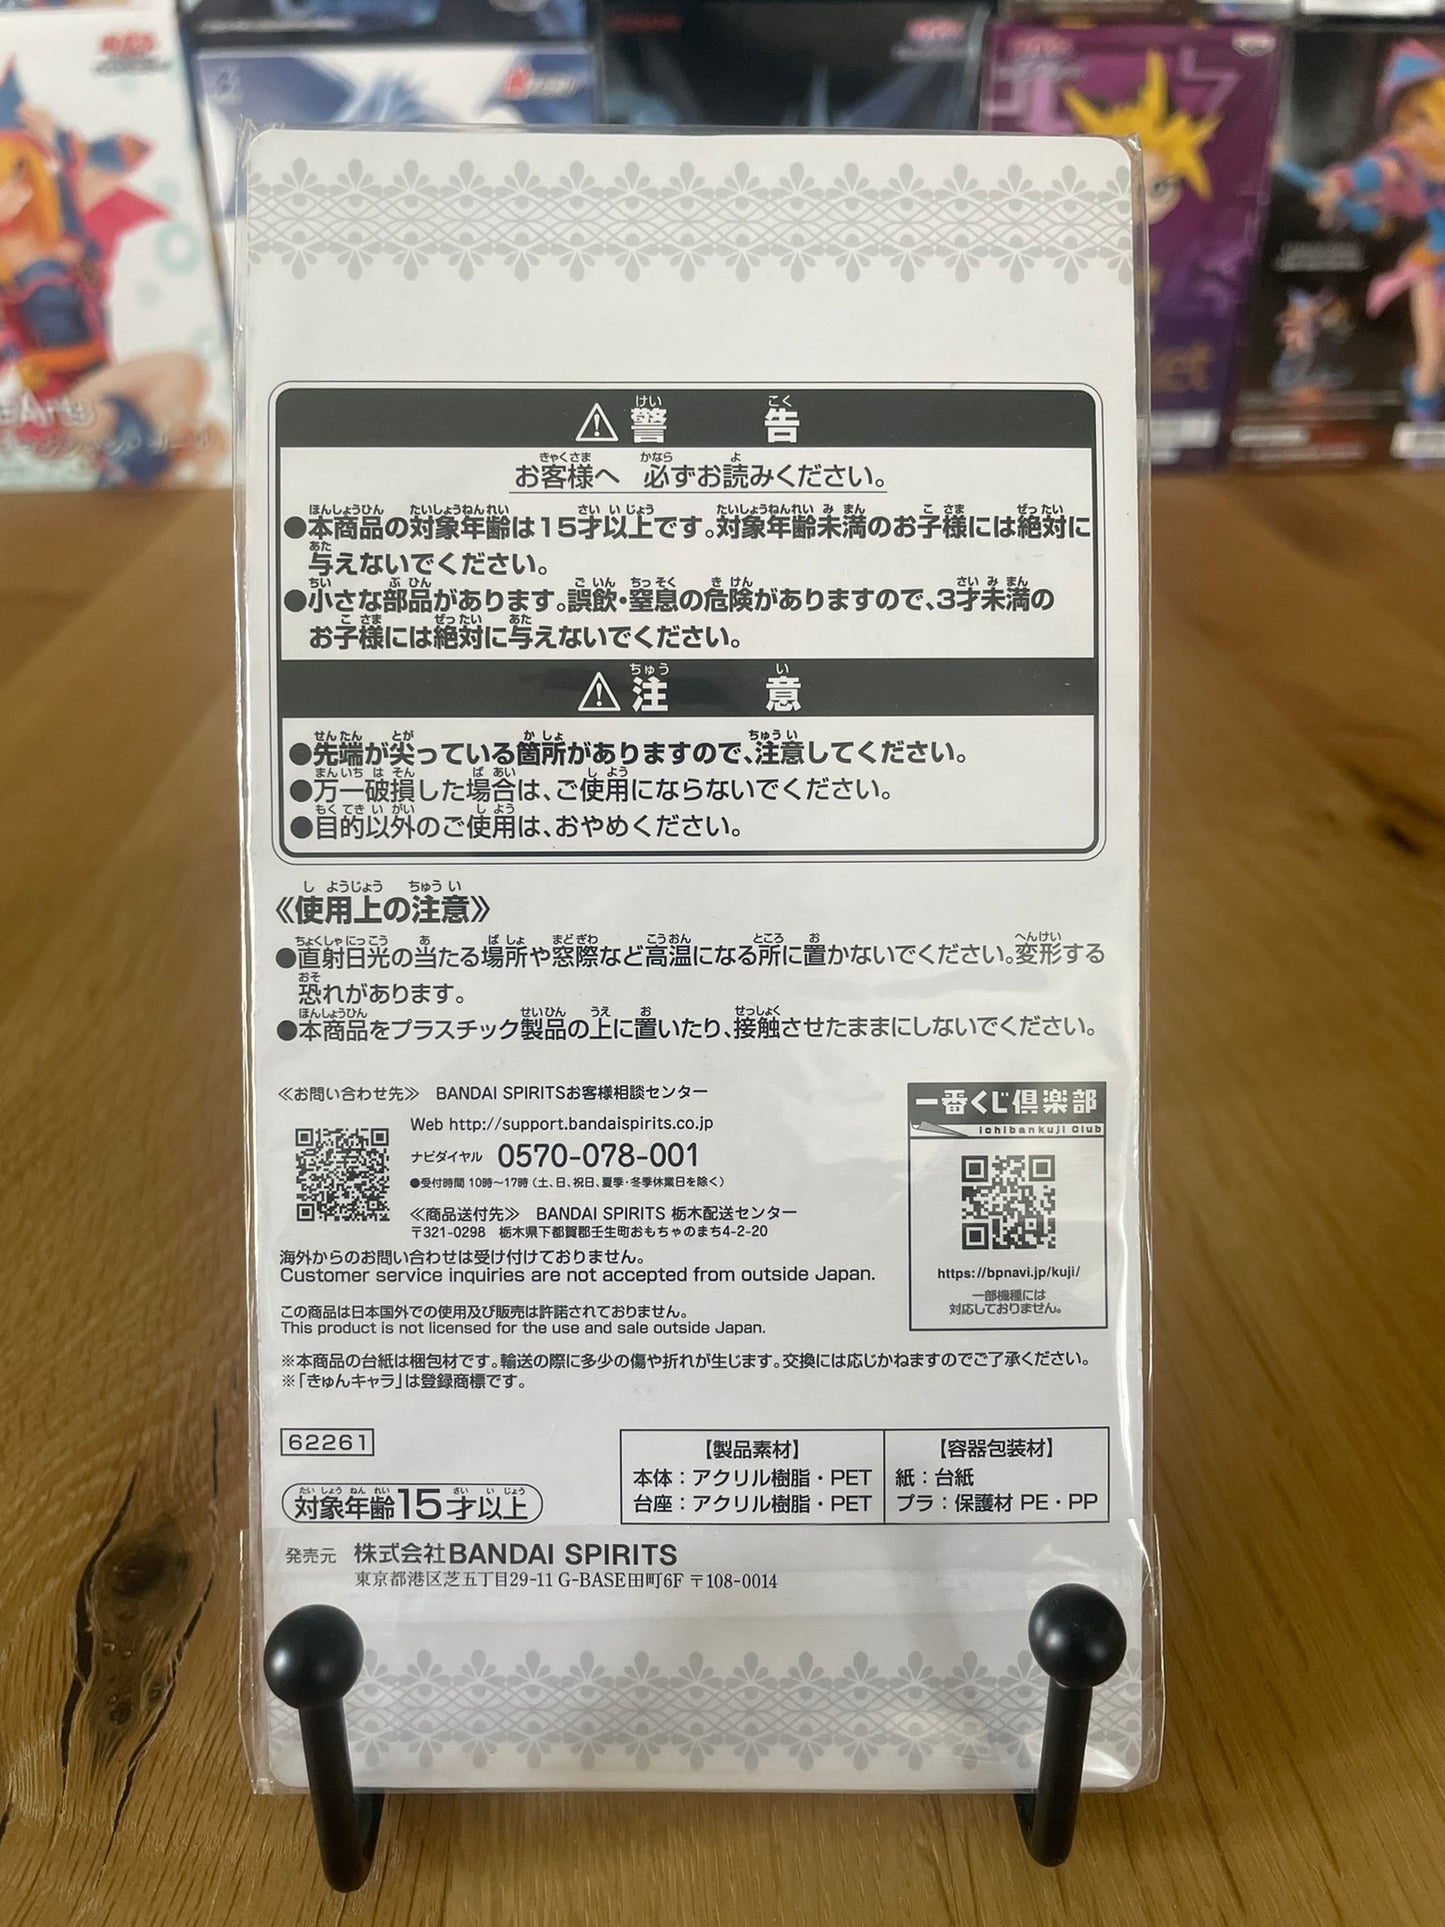 警告
お客様へ 必ずお読みください。
●本商品の対象年齢は15才以上です。対象年齢未満のお子様には絶対に
与えないでください。
●小さな部品があります。誤飲・窒息の危険がありますので、3才未満の
お子様には絶対に与えないでください。
注意
●先端が尖っている箇所がありますので、注意してください。
●万一破損した場合は、ご使用にならないでください。
●目的以外のご使用は、おやめください。
《使用上の注意》
●直射日光の当たる場所や窓際など高温になる所に置かないでください。変形する
恐れがあります。
●本商品をプラスチック製品の上に置いたり、接触させたままにしないでください。
≪お問い合わせ先≫ BANDAI SPIRITSお客様相談センター
Web http://support.bandaispirits.co.jp
ナビダイヤル 0570-078-001
●受付時間 10時〜17時(土、日、祝日、夏季・冬季休業日を除く)
≪商品送付先≫ BANDAI SPIRITS 栃木配送センター
〒321-0298 栃木県下都賀郡壬生町おもちゃのまち4-2-20
海外からのお問い合わせは受け付けておりません。
Customer service inquiries are not accepted from outside Japan.
この商品は日本国外での使用及び販売は許諾されておりません。
This product is not licensed for the use and sale outside Japan.
一番くじ倶楽部
Ichibankuji Club
https://bpnavi.jp/kuji/
一部機種には
対応しておりません。
※本商品の台紙は梱包材です。輸送の際に多少の傷や折れが生じます。交換には応じかねますのでご了承ください。
※「きゅんキャラ」は登録商標です。
62261
対象年齢15才以上
【製品素材】
本体:アクリル樹脂・PET
台座:アクリル樹脂・PET
【容器包装材】
紙:台紙
プラ:保護材 PE・PP
発売元 株式会社BANDAI SPIRITS
東京都港区芝五丁目29-11 G-BASE田町6F 〒108-0014